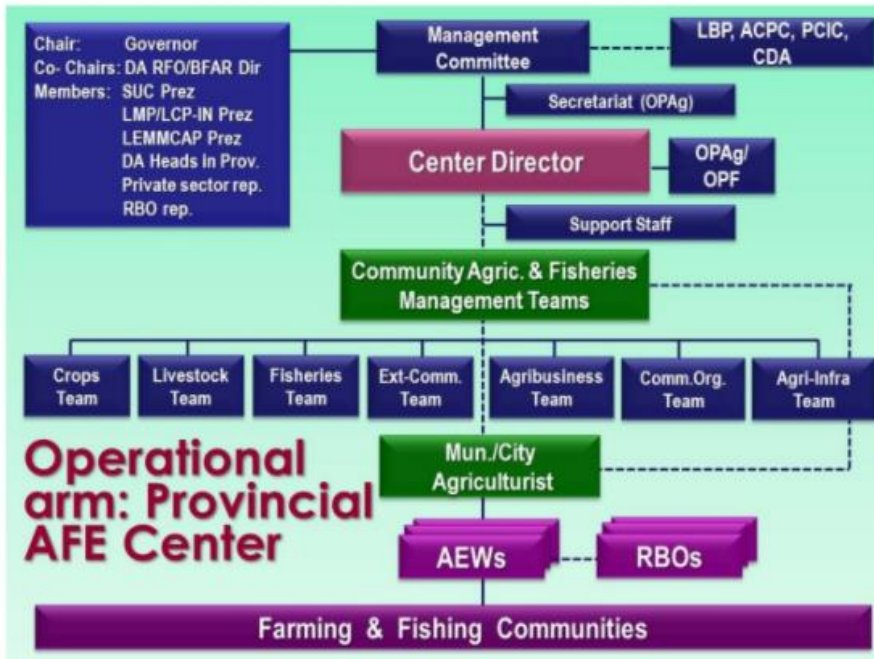 Chair: Governor
Co- Chairs: DA RFO/BFAR Dir
Members: SUC Prez
LMP/LCP-IN Prez
LEMMCAP Prez
DA Heads in Prov.
Private sector rep.
RBO rep.
Management
Committee
LBP, ACPC, PCIC,
CDA
Secretariat (OPAg)
Center Director
OPAg/
OPF
Support Staff
Community Agric. & Fisheries
Management Teams
Crops
Team
Livestock
Team
Fisheries
Team
Ext-Comm.
Team
Agribusiness
Team
Comm.Org.
Team
Agri-Infra
Team
Operational
arm: Provincial
AFE Center
Mun./City
Agriculturist
AEWs
RBOs
Farming & Fishing Communities